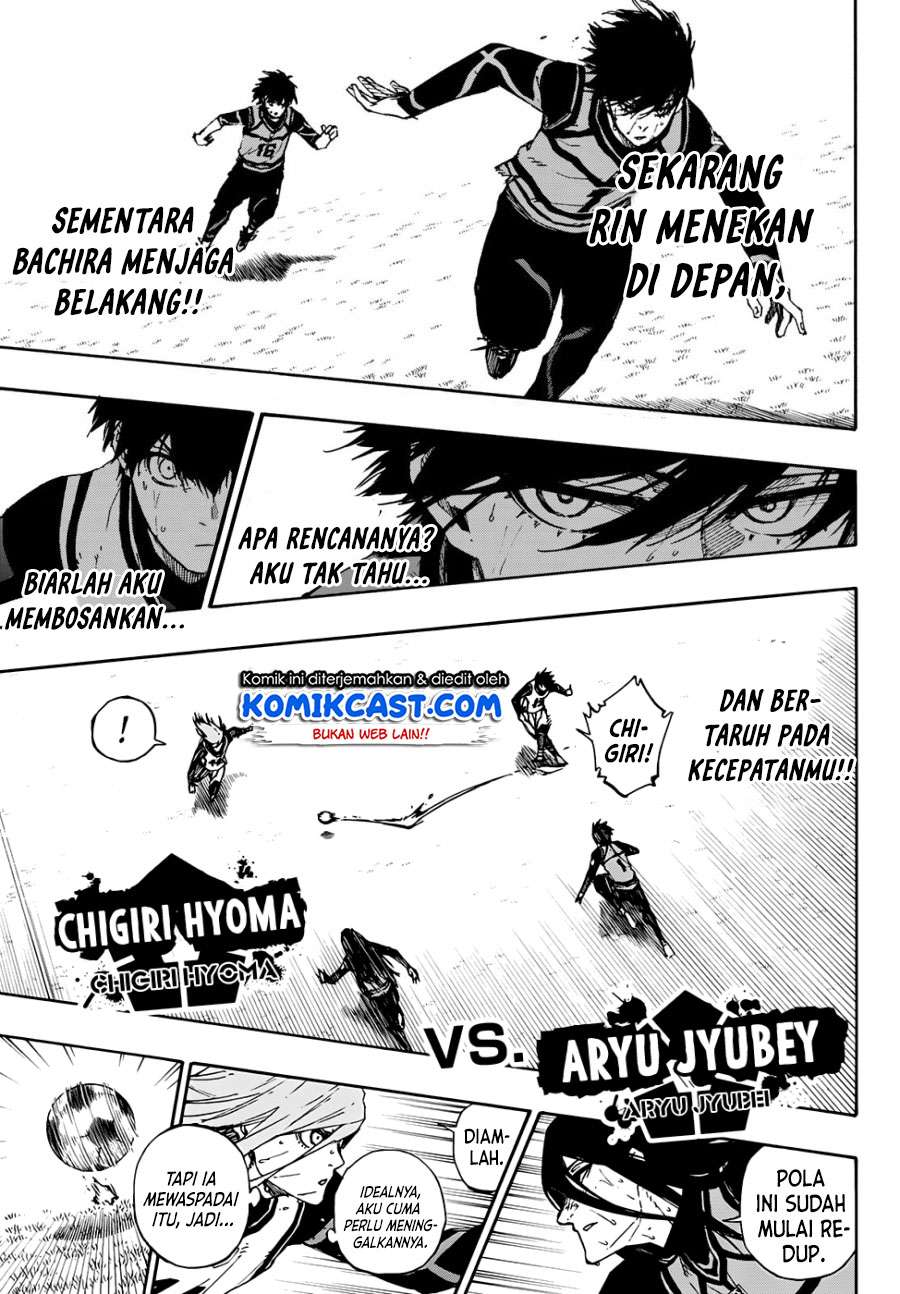 SEKARANG
RIN MENEKAN
DI DEPAN,
SEMENTARA
BACHIRA MENJAGA
BELAKANG!!
16
APA RENCANANYA?
AKU TAK TAHU...
BIARLAH AKU
MEMBOSANKAN...
Komik ini diterjemahkan & diedit oleh
KOMIKCAST.COM
BUKAN WEB LAIN!!
DAN BER-
TARUH PADA
KECEPATANMU!!
CHI-
GIRI!
!
1
CHIGIRI HYOMA
CHIGIRI HYOMA
VS.
ARYU JYUBEY
ARYU JYUBEI
POLA
INI SUDAH
MULAI RE-
DUP.
DIAM-
LAH.
IDEALNYA,
AKU CUMA
PERLU MENING-
GALKANNYA.
TAPI IA
MEWASPADAI
ITU, JADI...